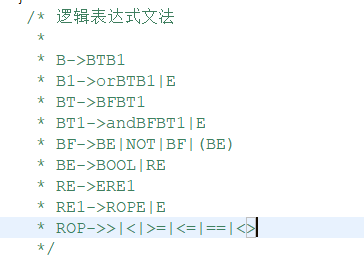 /* 逻辑表达式文法
*
* B->BTB1
* B1->orBTB1|E
* BT->BFBT1
* BT1->andBFBT1|E
* BF->BE|NOT|BF|(BE)
* BE->BOOL|RE
* RE->ERE1
* RE1->ROPE|E
* ROP->>|<|>=|<=|==|<>
*/